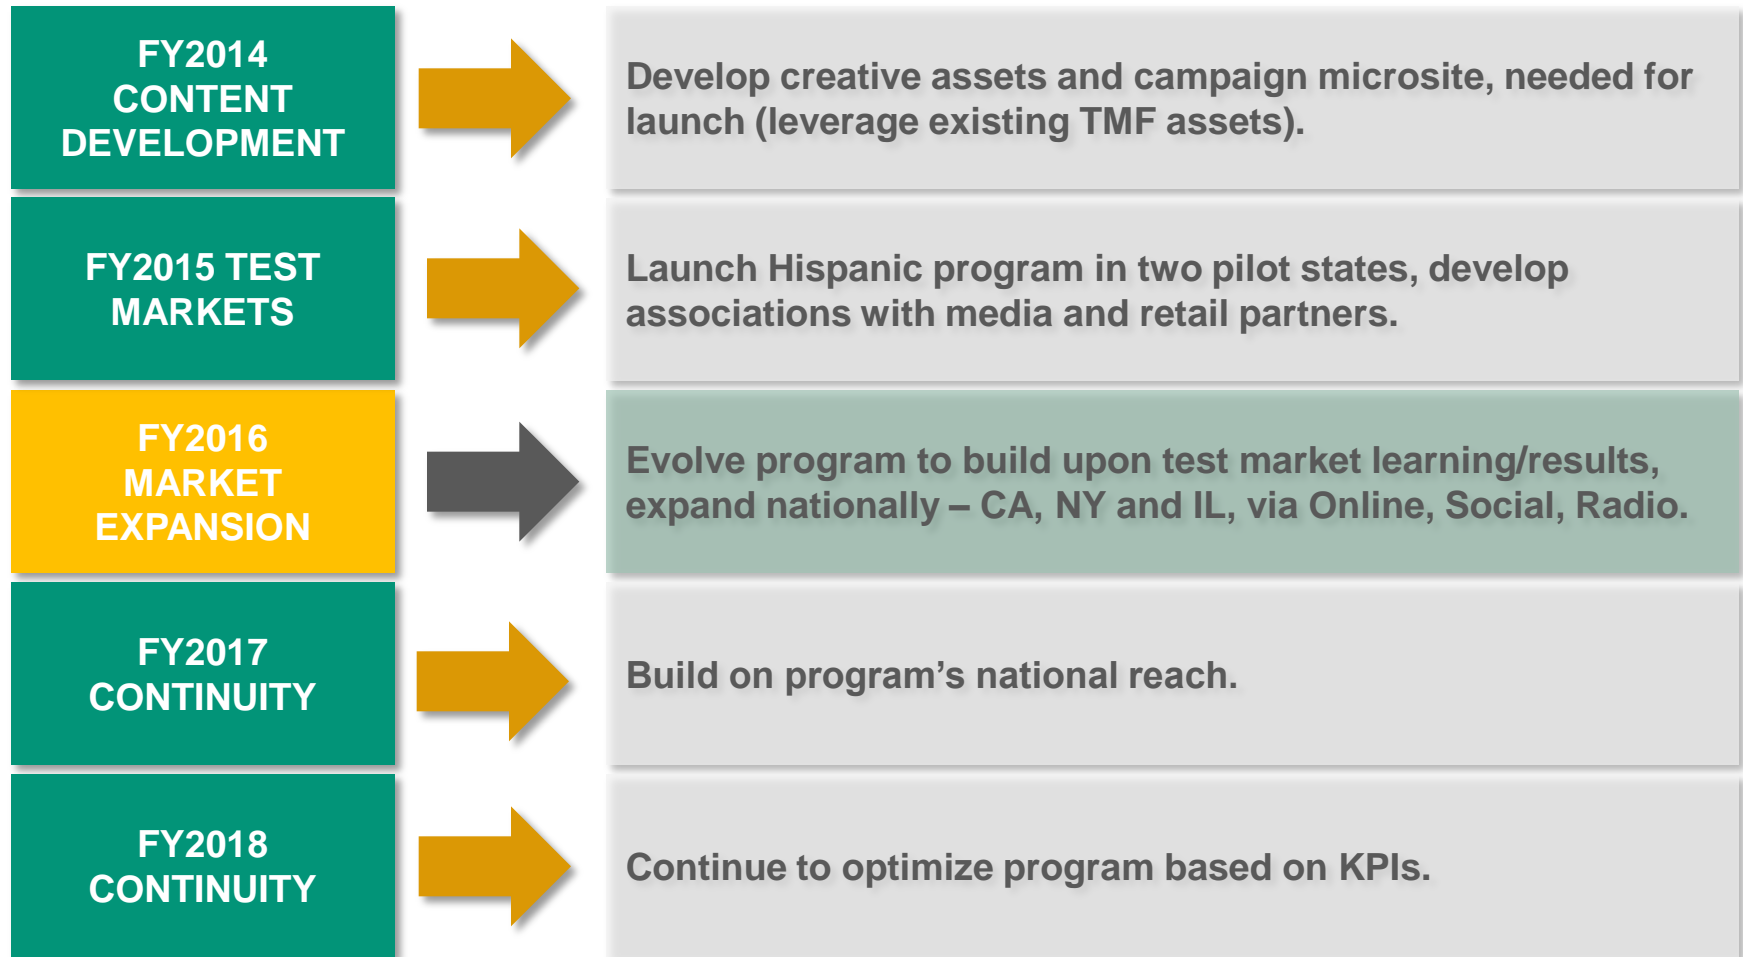 FY2014
CONTENT
DEVELOPMENT
Develop creative assets and campaign microsite, needed for
launch (leverage existing TMF assets).
FY2015 TEST
MARKETS
Launch Hispanic program in two pilot states, develop
associations with media and retail partners.
FY2016
MARKET
EXPANSION
Evolve program to build upon test market learning/results,
expand nationally – CA, NY and IL, via Online, Social, Radio.
FY2017
CONTINUITY
Build on program’s national reach.
FY2018
CONTINUITY
Continue to optimize program based on KPIs.